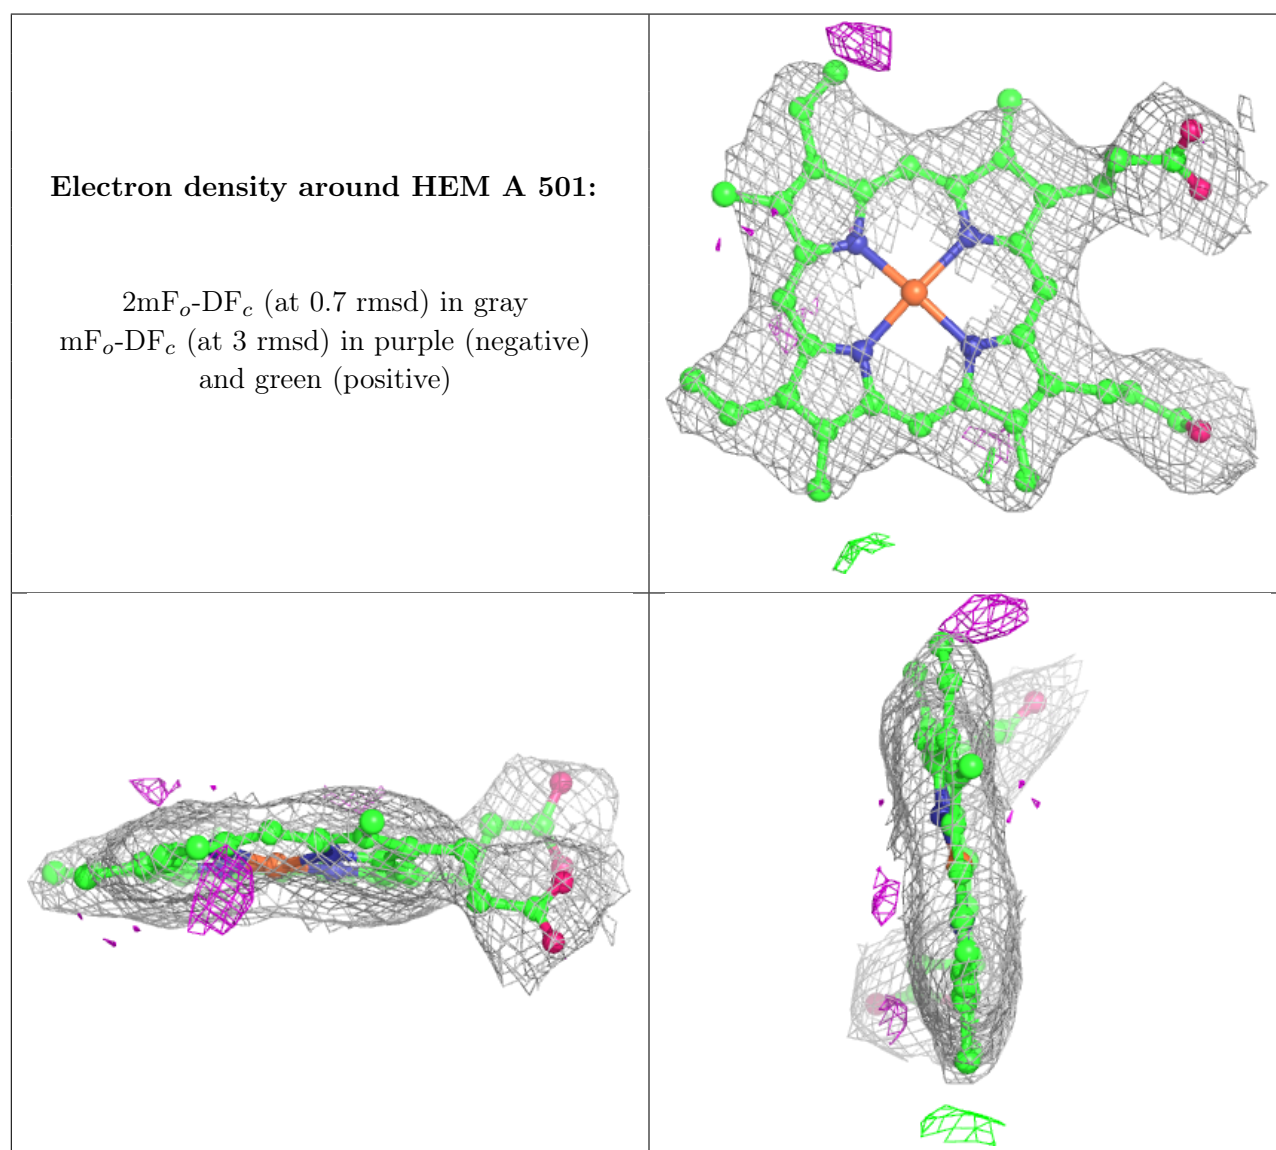 Electron density around HEM A 501:
2mFo-DFc (at 0.7 rmsd) in gray
mFo-DFc (at 3 rmsd) in purple (negative)
and green (positive)